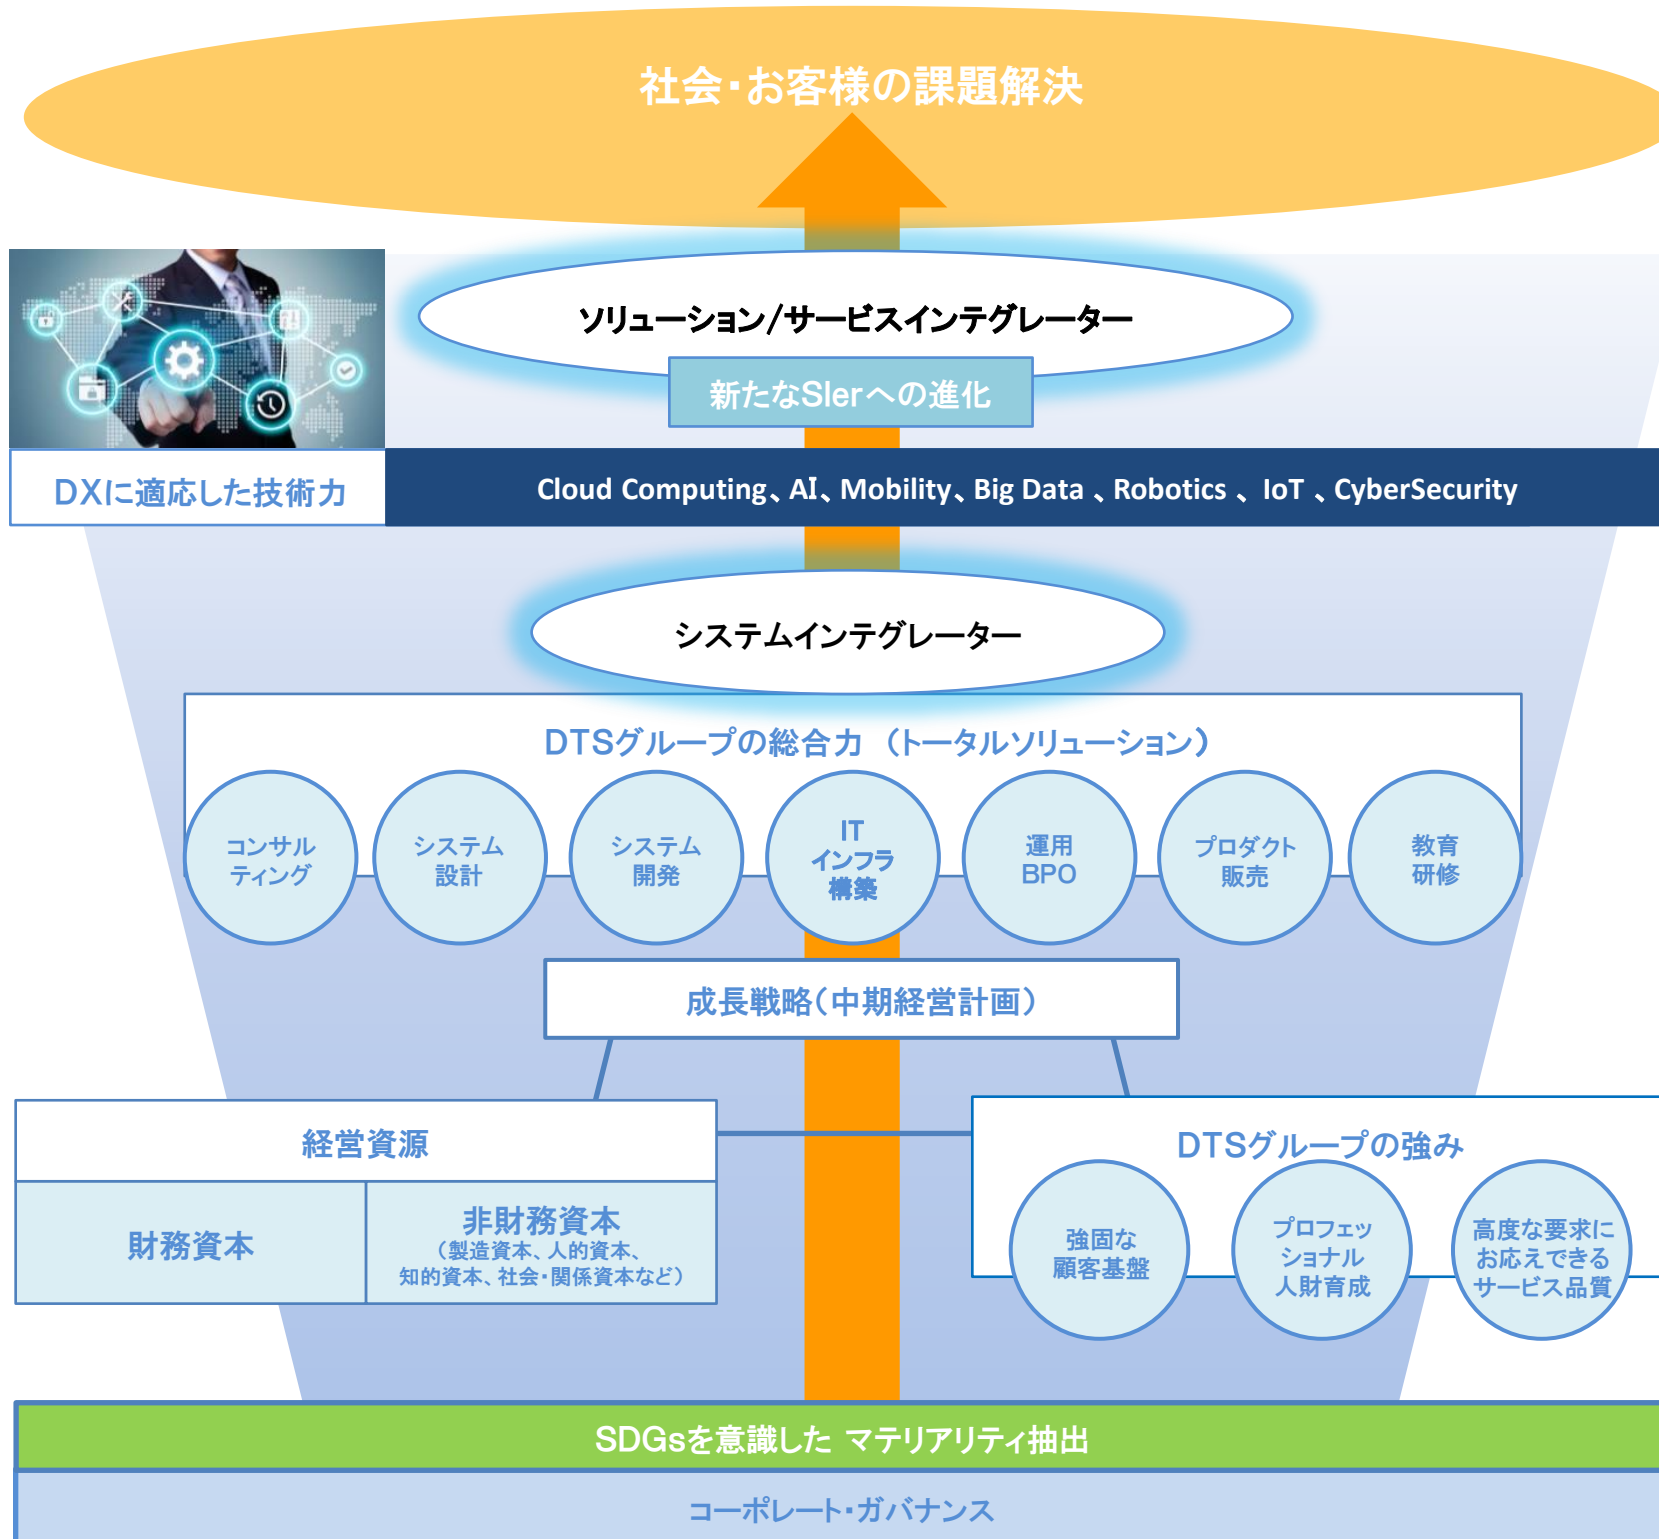 社会・お客様の課題解決
ソリューション/サービスインテグレーター
新たなSIerへの進化
DXに適応した技術力
Cloud Computing、AI、Mobility、Big Data 、Robotics 、IoT 、CyberSecurity
システムインテグレーター
DTSグループの総合力 （トータルソリューション）
コンサル
ティング
システム
設計
システム
開発
IT
インフラ
構築
運用
BPO
プロダクト
販売
教育
研修
成長戦略（中期経営計画）
経営資源
財務資本
非財務資本
（製造資本、人的資本、
知的資本、社会・関係資本など）
DTSグループの強み
強固な
顧客基盤
プロフェッ
ショナル
人財育成
高度な要求に
お応えできる
サービス品質
SDGsを意識した マテリアリティ抽出
コーポレート・ガバナンス